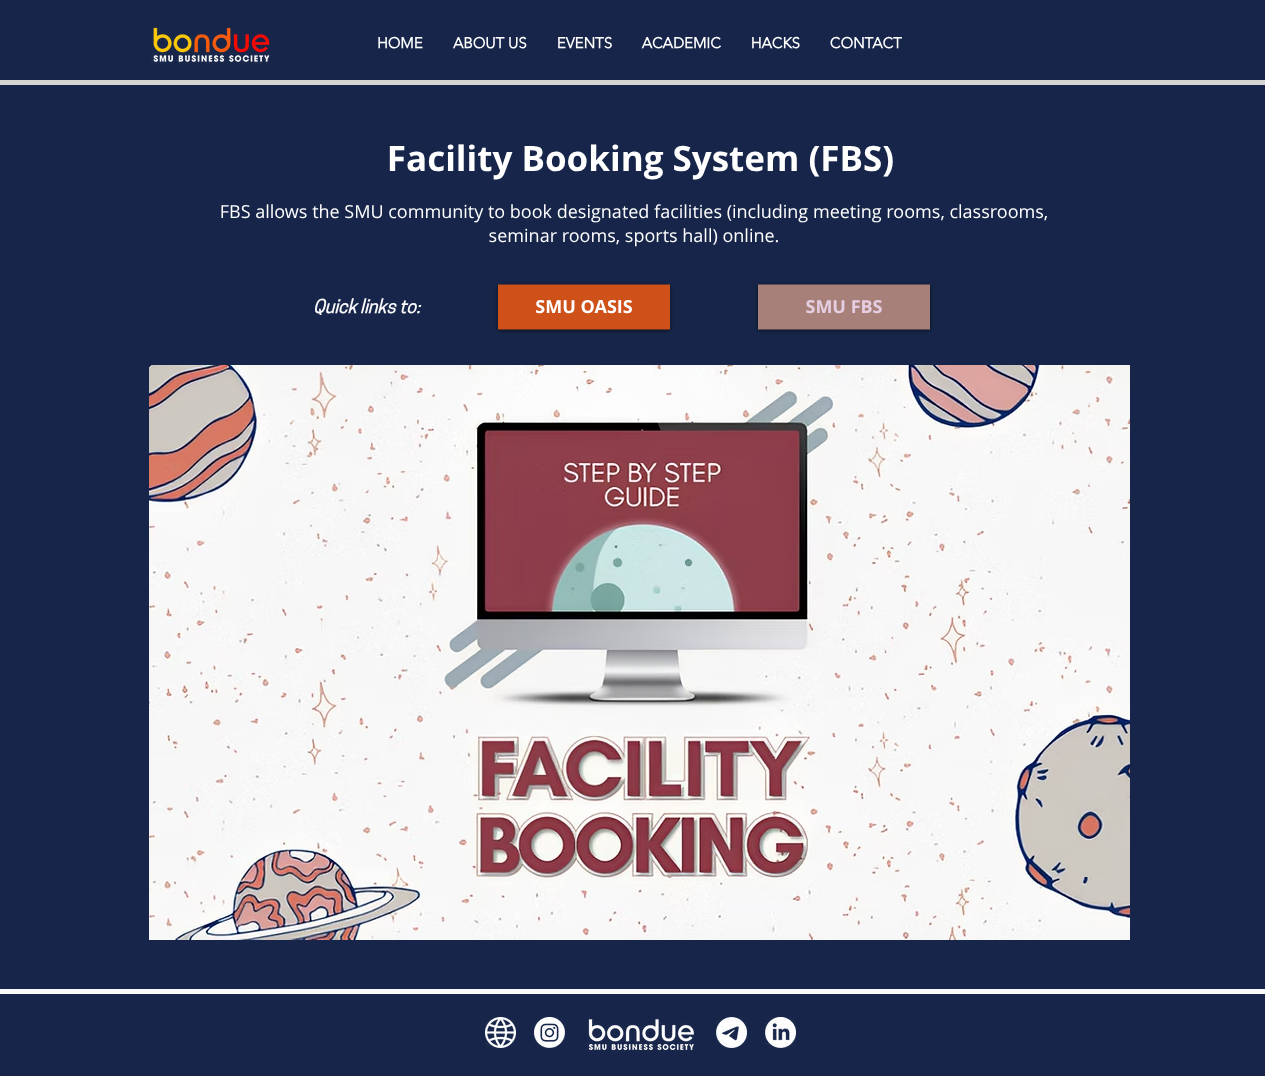 bondue
SMU BUSINESS SOCIETY
HOME
ABOUT US
EVENTS
ACADEMIC
HACKS
CONTACT
Facility Booking System (FBS)
FBS allows the SMU community to book designated facilities (including meeting rooms, classrooms,
seminar rooms, sports hall) online.
Quick links to:
SMU OASIS
SMU FBS
STEP BY STEP
GUIDE
FACILITY
BOOKING
in
bondue
SMU BUSINESS SOCIETY